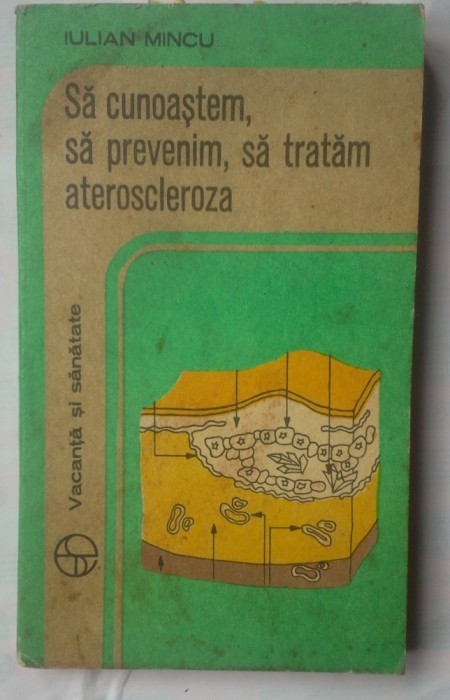 IULIAN MINCU
Să cunoaştem,
să prevenim, să tratăm
ateroscleroza
Vacanţă şi sănătate